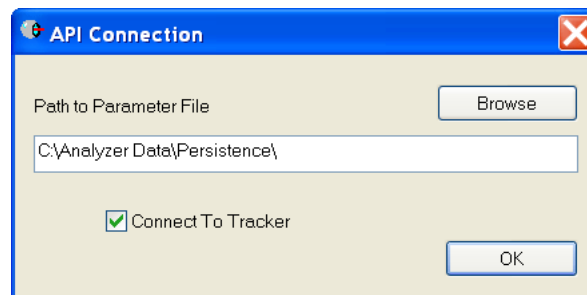 API Connection
Path to Parameter File
Browse
C:\Analyzer Data\Persistence\
Connect To Tracker
OK